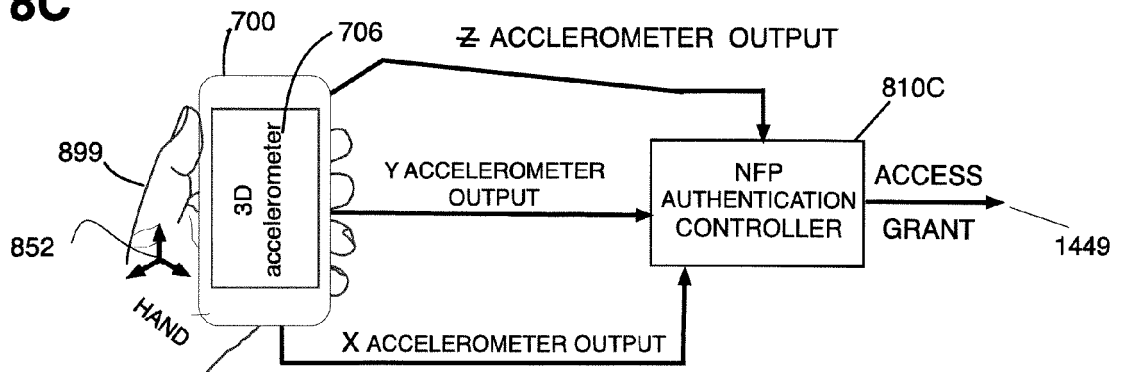 8C
700
706
Z ACCLEROMETER OUTPUT
810C
899
3D
accelerometer
Y ACCELEROMETER
OUTPUT
NFP
AUTHENTICATION
CONTROLLER
ACCESS
GRANT
852
1449
HAND
X ACCELEROMETER OUTPUT